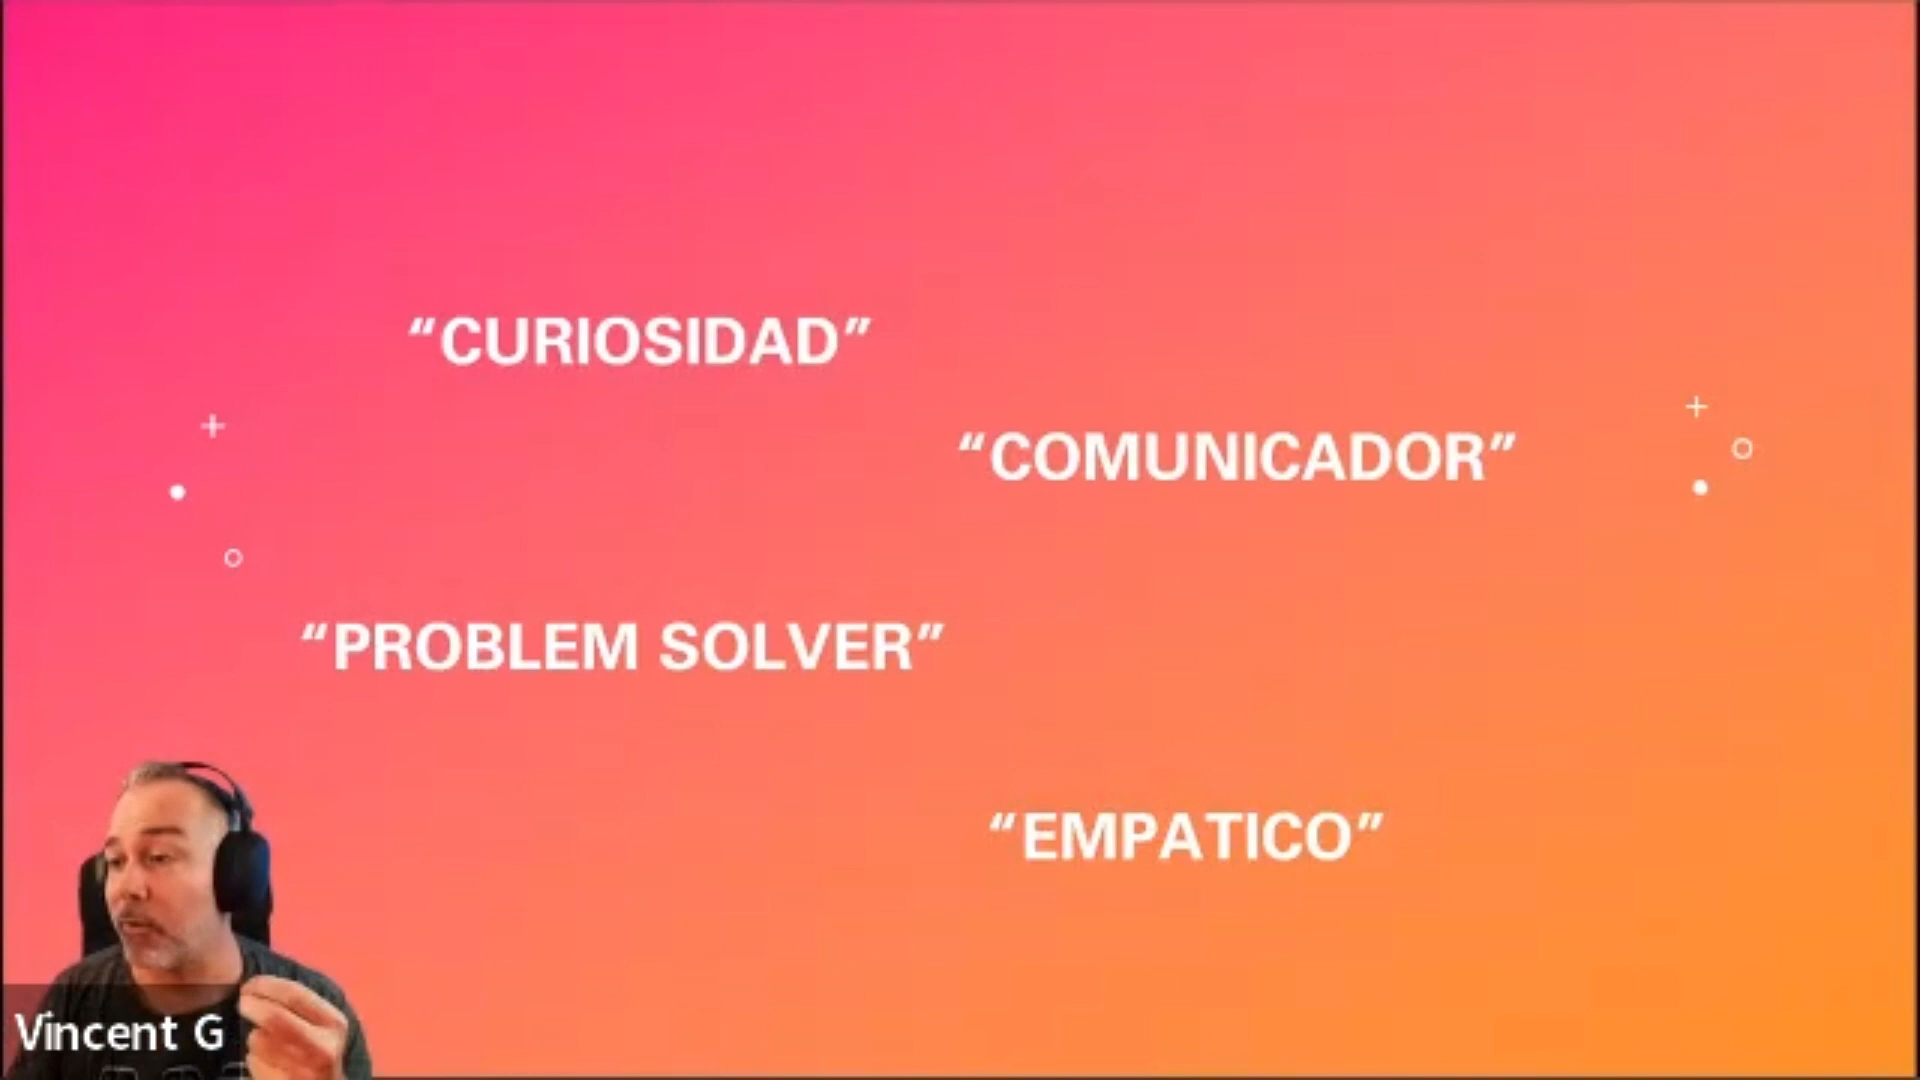 “CURIOSIDAD”
“COMUNICADOR”
“PROBLEM SOLVER”
“EMPATICO”
Vincent G